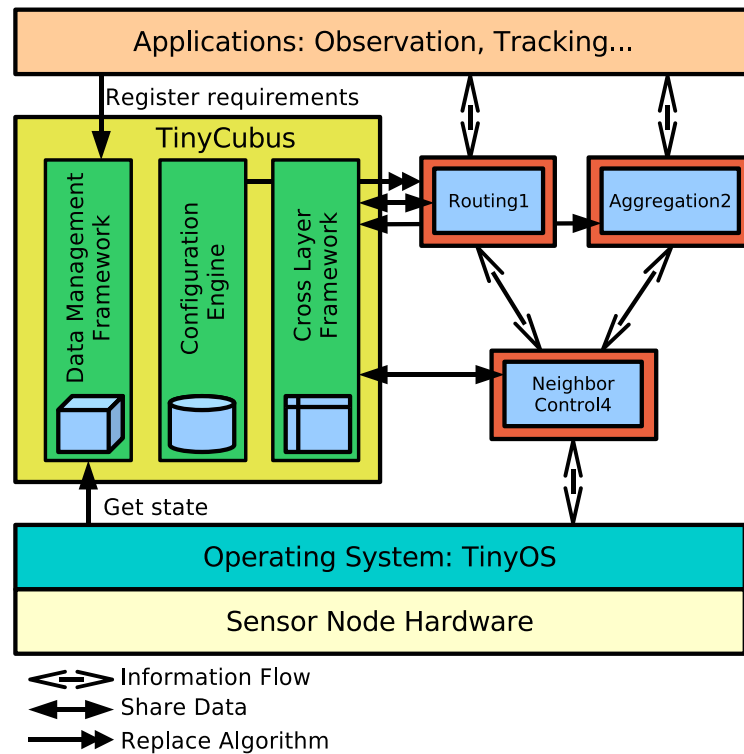 Applications: Observation, Tracking...
Register requirements
TinyCubus
Data Management
Framework
Configuration
Engine
Cross Layer
Framework
Routing1
Aggregation2
Neighbor
Control4
Get state
Operating System: TinyOS
Sensor Node Hardware
Information Flow
Share Data
Replace Algorithm